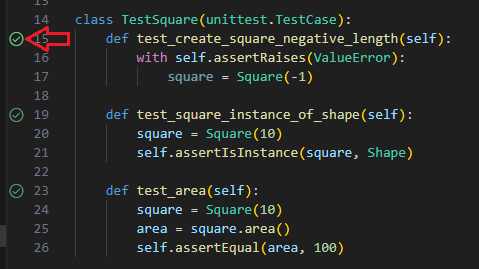 13
14 class TestSquare(unittest.TestCase):
15 def test_create_square_negative_length(self):
16 with self.assertRaises(ValueError):
17 square = Square(-1)
18
19 def test_square_instance_of_shape(self):
20 square = Square(10)
21 self.assertIsInstance(square, Shape)
22
23 def test_area(self):
24 square = Square(10)
25 area = square.area()
26 self.assertEqual(area, 100)